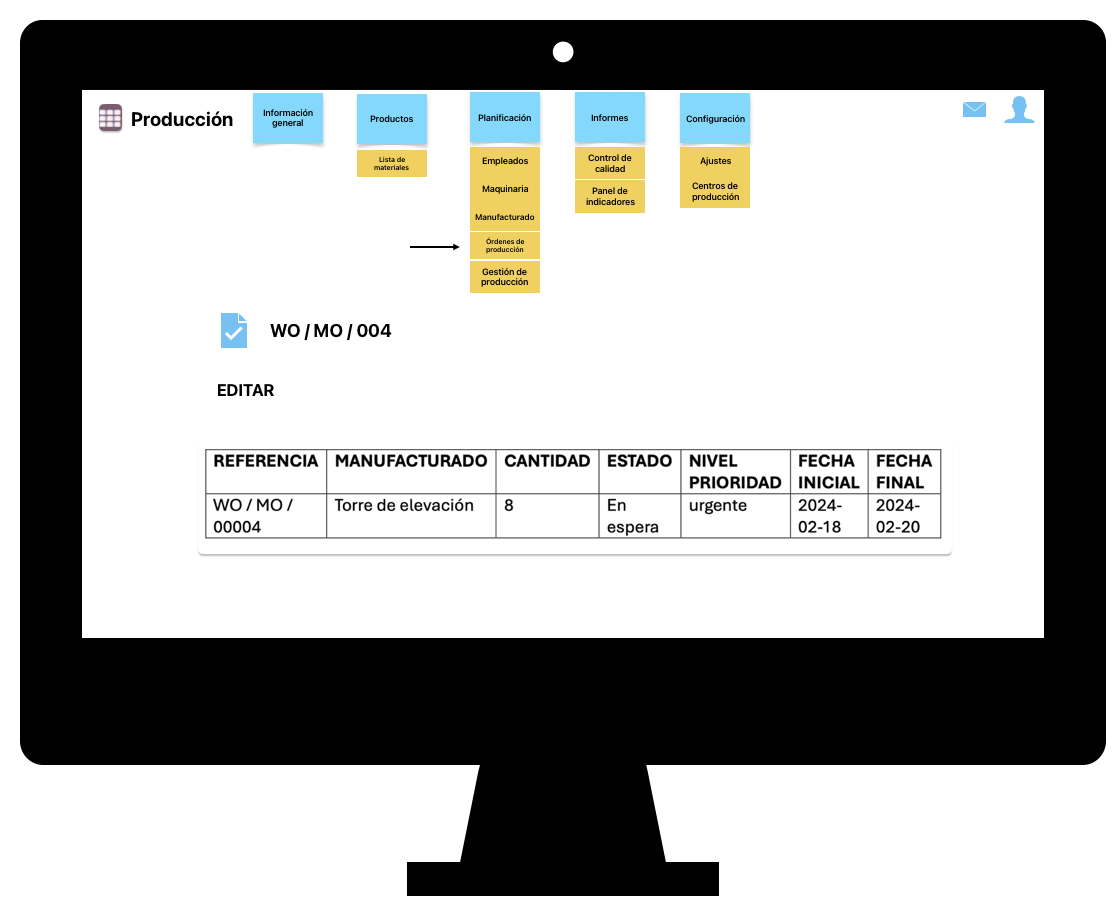 Producción
Información
general
Productos
Planificación
Informes
Configuración
Lista de
materiales
Empleados
Maquinaria
Manufacturado
Órdenes de
producción
Gestión de
producción
Control de
calidad
Panel de
indicadores
Ajustes
Centros de
producción
WO / MO / 004
EDITAR
REFERENCIA MANUFACTURADO CANTIDAD ESTADO NIVEL FECHA FECHA
PRIORIDAD INICIAL FINAL
WO / MO / Torre de elevación 8 En urgente 2024- 2024-
00004 espera 02-18 02-20